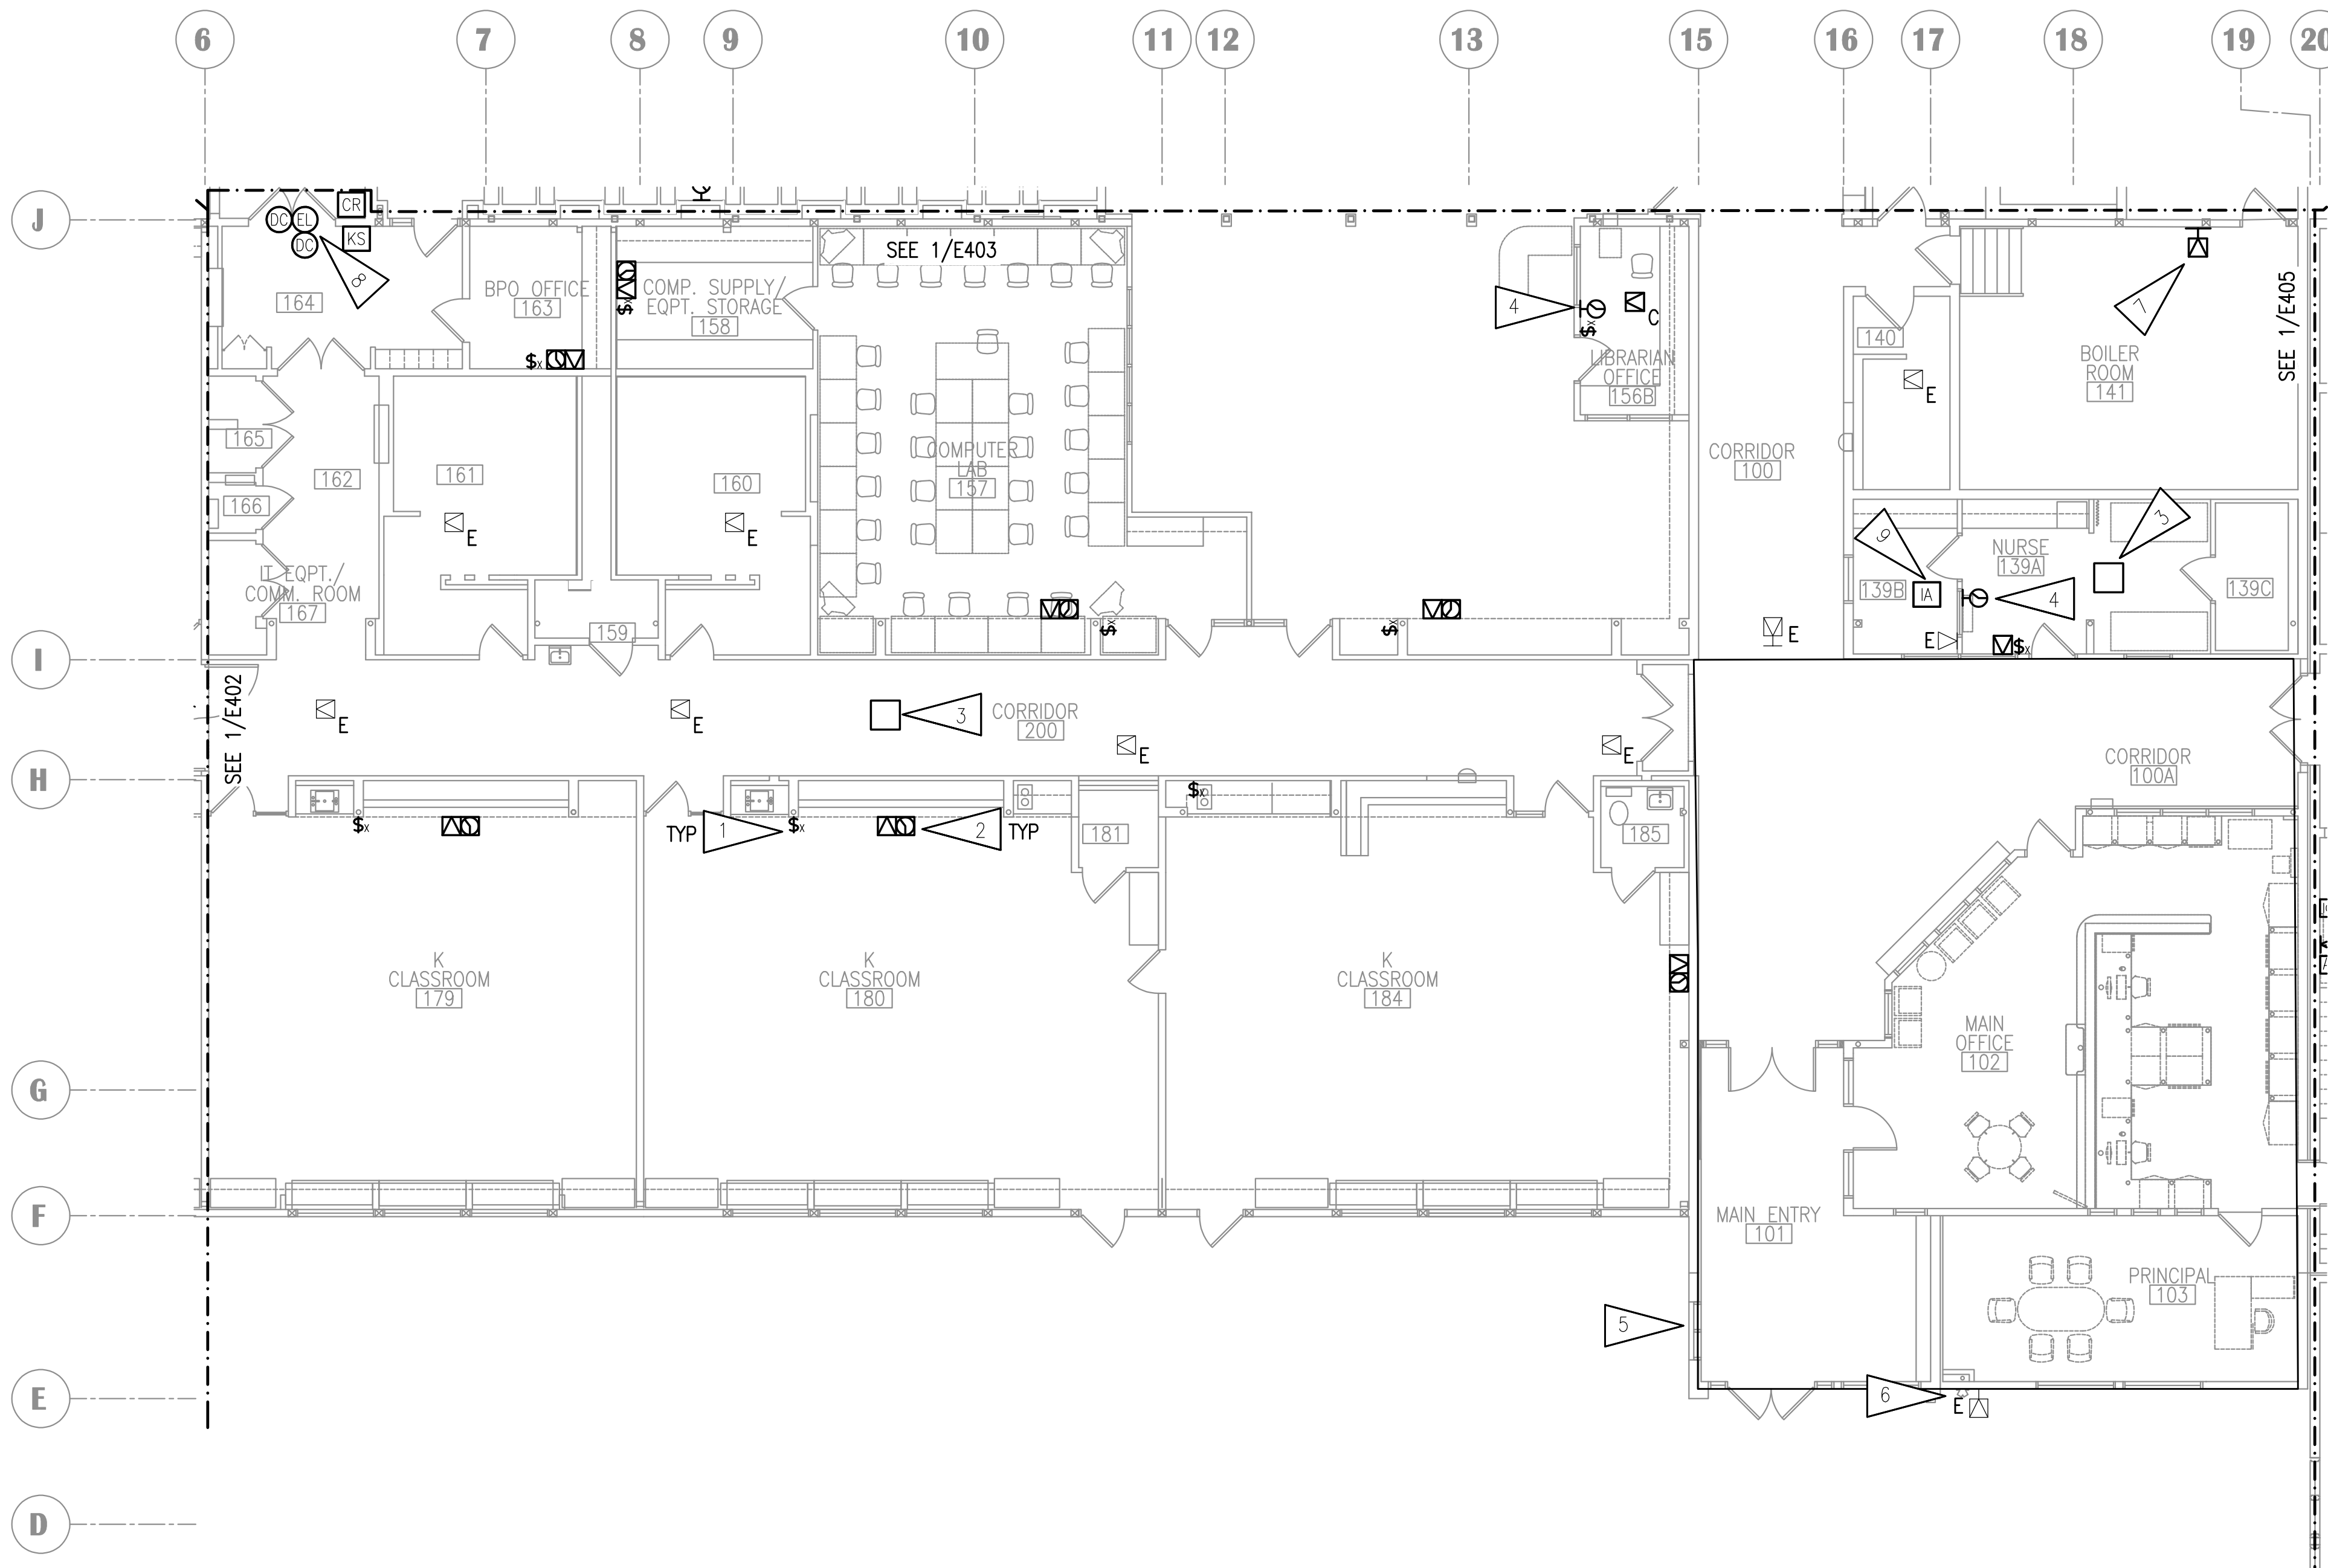 6 7 8 9 10 11 12 13 15 16 17 18 19 20
J
CR
DC EL
DC
KS
8
164
BPO OFFICE
163
$x
COMP. SUPPLY/
EQPT. STORAGE
158
$x
SEE 1/E403
4
C
$x
LIBRARIAN
OFFICE
156B
140
E
BOILER
ROOM
141
7
SEE 1/E405
165
162
161
E
160
E
166
COMPUTER
LAB
157
CORRIDOR
100
IT EQPT./
COMM. ROOM
167
159
$x
$x
E
9
NURSE
139A
3
139B
IA
4
139C
E
$x
I
SEE 1/E402
E
E
3
CORRIDOR
200
E
E
H
CORRIDOR
100A
$x
TYP
1
$x
2
TYP
181
$x
185
K
CLASSROOM
179
K
CLASSROOM
180
K
CLASSROOM
184
MAIN
OFFICE
102
G
F
MAIN ENTRY
101
PRINCIPAL
103
5
E
6
E
D